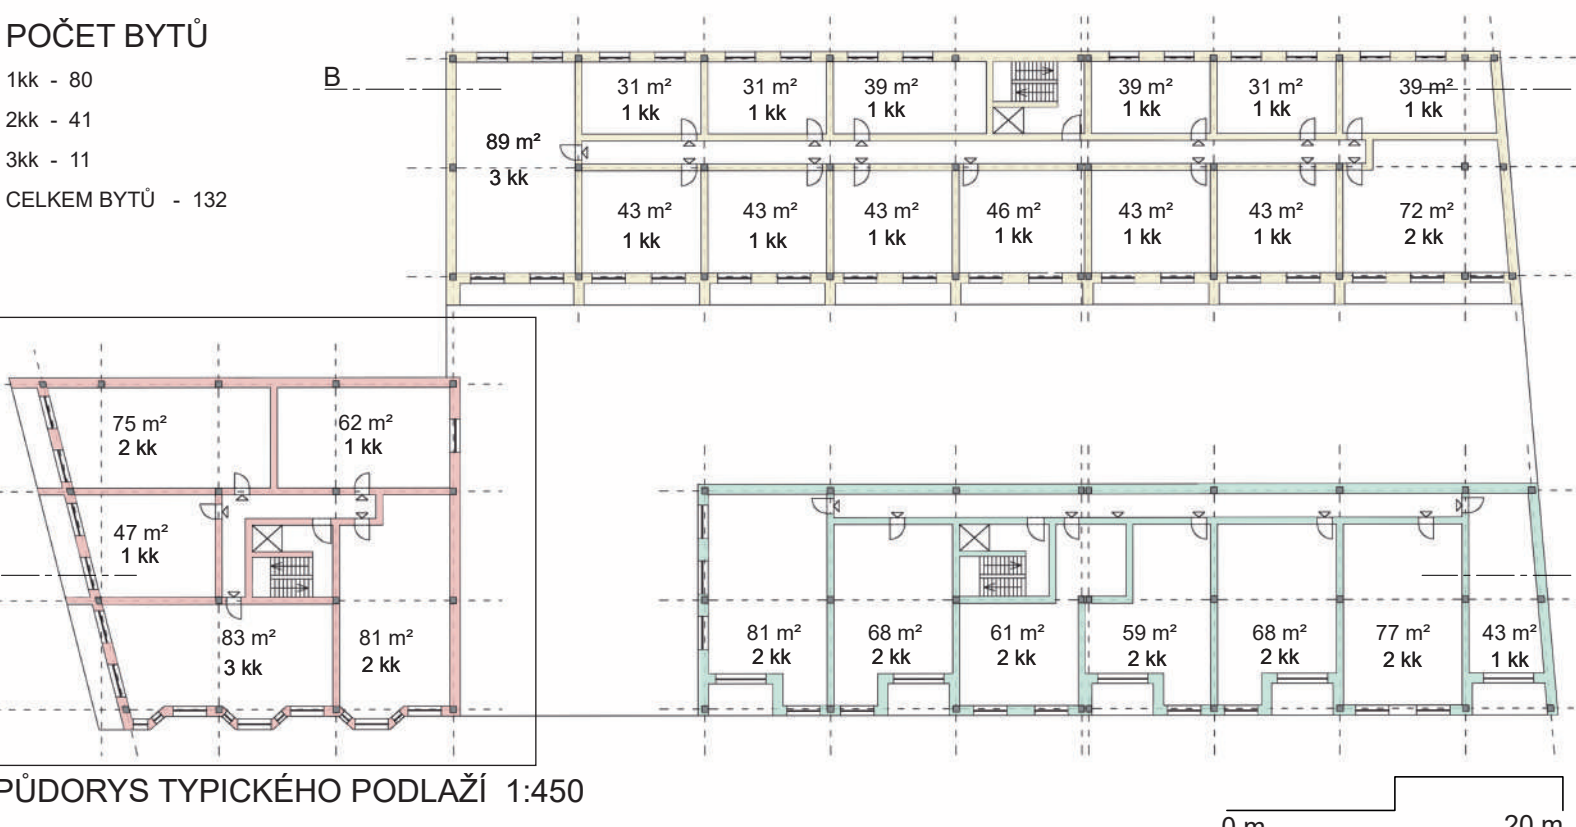 POČET BYTŮ
1kk - 80
2kk - 41
3kk - 11
CELKEM BYTŮ - 132
B
31 m² 31 m² 39 m² 39 m² 31 m² 39 m²
1 kk 1 kk 1 kk 1 kk 1 kk 1 kk
89 m²
3 kk
43 m² 43 m² 43 m² 46 m² 43 m² 43 m² 72 m²
1 kk 1 kk 1 kk 1 kk 1 kk 1 kk 2 kk
75 m² 62 m²
2 kk 1 kk
47 m²
1 kk
83 m² 81 m²
3 kk 2 kk
81 m² 68 m² 61 m² 59 m² 68 m² 77 m² 43 m²
2 kk 2 kk 2 kk 2 kk 2 kk 2 kk 1 kk
PŮDORYS TYPICKÉHO PODLAŽÍ 1:450
0 m 20 m